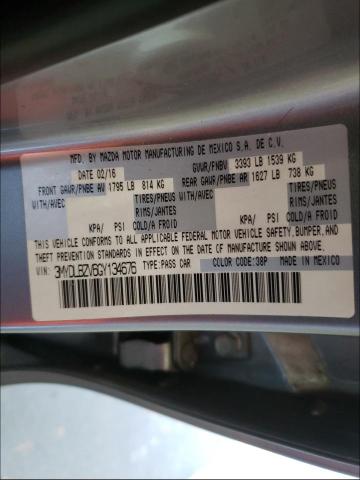 MFD. BY MAZDA MOTOR MANUFACTURING DE MEXICO S.A. DE C.V.
DATE 02/16 GVWR/PNBV 3393 LB 1539 KG
FRONT GAWR/PNBE AV 1795 LB 814 KG REAR GAWR/PNBE AR 1627 LB 738 KG
WITH/AVEC TIRES/PNEUS WITH/AVEC TIRES/PNEUS
RIMS/JANTES RIMS/JANTES
KPA/ PSI COLD/A FROID KPA/ PSI COLD/A FROID
THIS VEHICLE CONFORMS TO ALL APPLICABLE FEDERAL MOTOR VEHICLE SAFETY, BUMPER, AND
THEFT PREVENTION STANDARDS IN EFFECT ON THE DATE OF MANUFACTURE SHOWN ABOVE.
VIN: 3MYDLBZV6GY134676 TYPE:PASS CAR COLOR CODE:38P MADE IN MEXICO